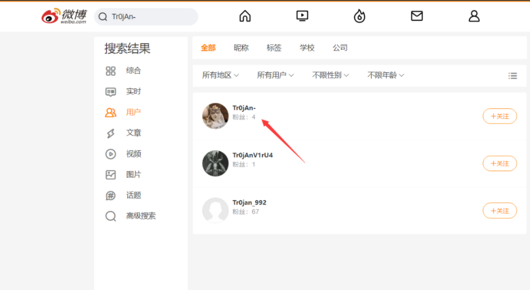 微博
weibo.com
Tr0jAn-
搜索结果
综合
实时
用户
文章
视频
图片
话题
高级搜索
全部 昵称 标签 学校 公司
所有地区 所有用户 不限性别 不限年龄
Tr0jAn-
粉丝：4
+关注
Tr0jAnV1rU4
粉丝：1
+关注
Tr0jan_992
粉丝：67
+关注